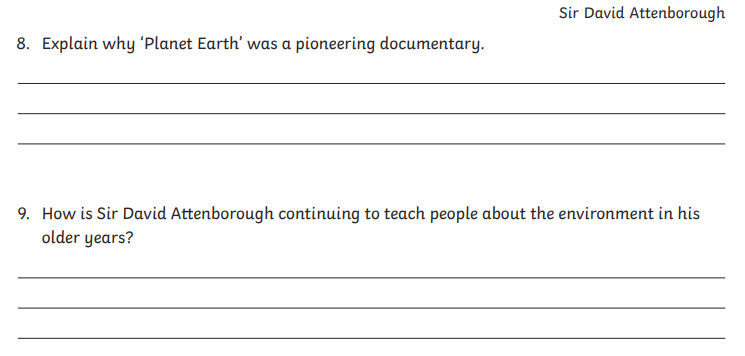 Sir David Attenborough
8. Explain why ‘Planet Earth’ was a pioneering documentary.
9. How is Sir David Attenborough continuing to teach people about the environment in his
older years?